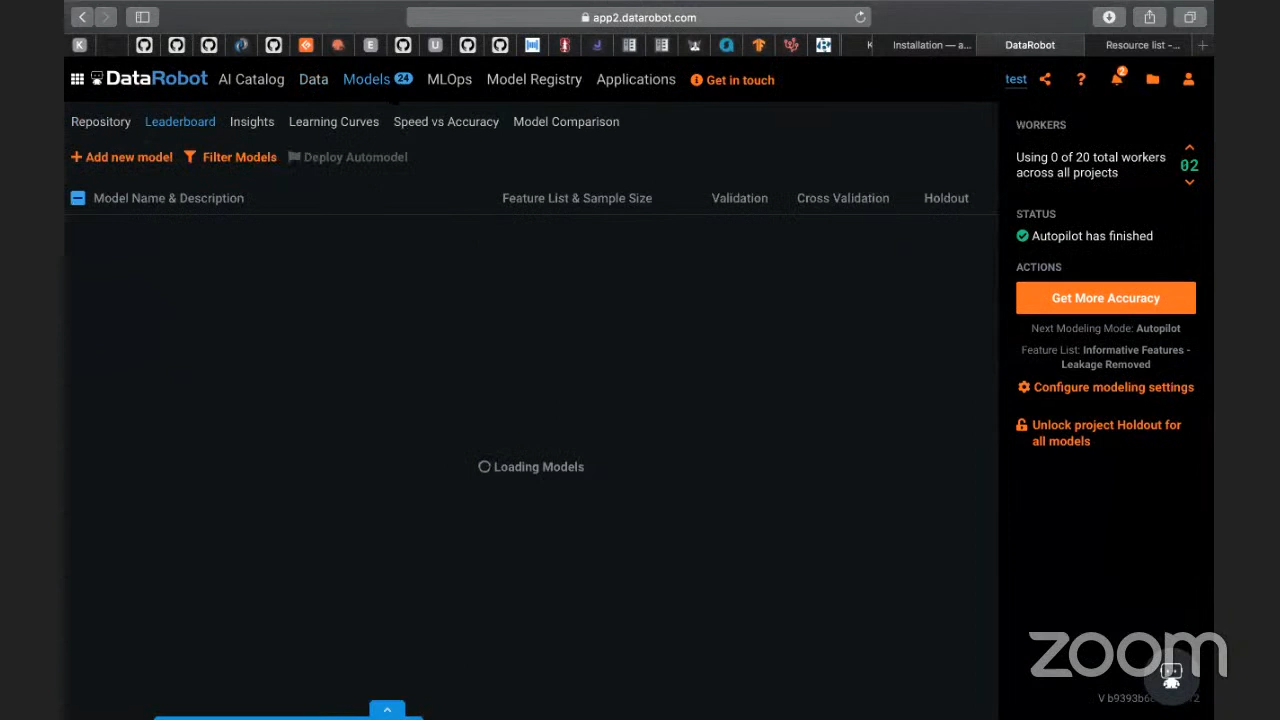 app2.datarobot.com
K E U K Installation — a... DataRobot Resource list -...
DataRobot AI Catalog Data Models 24 MLOps Model Registry Applications Get in touch test ? 2
Repository Leaderboard Insights Learning Curves Speed vs Accuracy Model Comparison
+ Add new model Filter Models Deploy Automodel
Model Name & Description Feature List & Sample Size Validation Cross Validation Holdout
Loading Models
WORKERS
Using 0 of 20 total workers
across all projects
02
STATUS
Autopilot has finished
ACTIONS
Get More Accuracy
Next Modeling Mode: Autopilot
Feature List: Informative Features -
Leakage Removed
Configure modeling settings
Unlock project Holdout for
all models
zoom